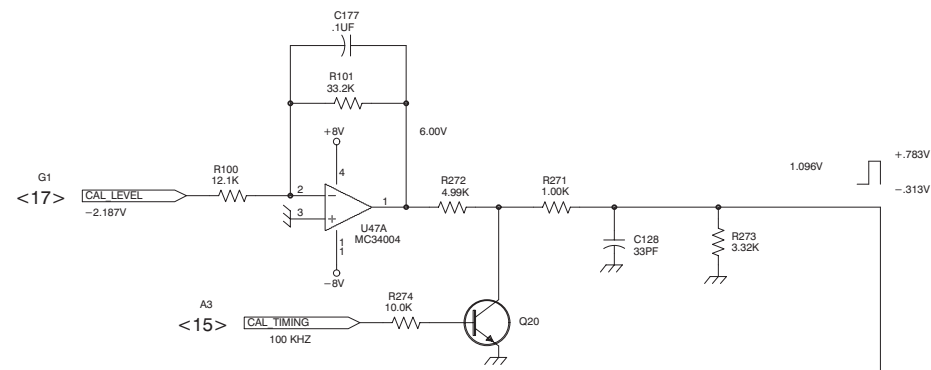 C177
.1UF
R101
33.2K
+8V
6.00V
4
G1
<17>
CAL_LEVEL
−2.187V
R100
12.1K
2
−
3
+
1
U47A
MC34004
1
1
−8V
R272
4.99K
R271
1.00K
1.096V
+.783V
−.313V
C128
33PF
R273
3.32K
A3
<15>
CAL_TIMING
100 KHZ
R274
10.0K
Q20